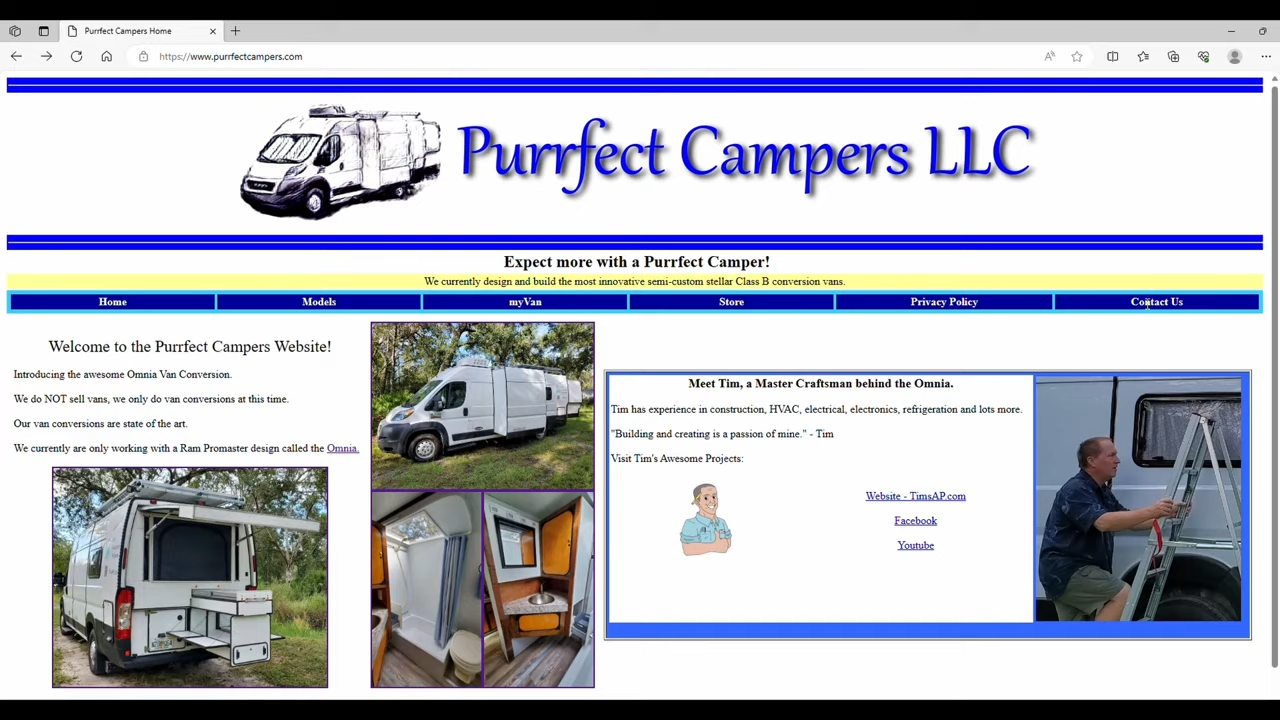 Purrfect Campers Home
https://www.purrfectcampers.com
Purrfect Campers LLC
Expect more with a Purrfect Camper!
We currently design and build the most innovative semi-custom stellar Class B conversion vans.
Home Models myVan Store Privacy Policy Contact Us
Welcome to the Purrfect Campers Website!
Introducing the awesome Omnia Van Conversion.
We do NOT sell vans, we only do van conversions at this time.
Our van conversions are state of the art.
We currently are only working with a Ram Promaster design called the Omnia.
Meet Tim, a Master Craftsman behind the Omnia.
Tim has experience in construction, HVAC, electrical, electronics, refrigeration and lots more.
"Building and creating is a passion of mine." - Tim
Visit Tim's Awesome Projects:
Website - TimsAP.com
Facebook
Youtube